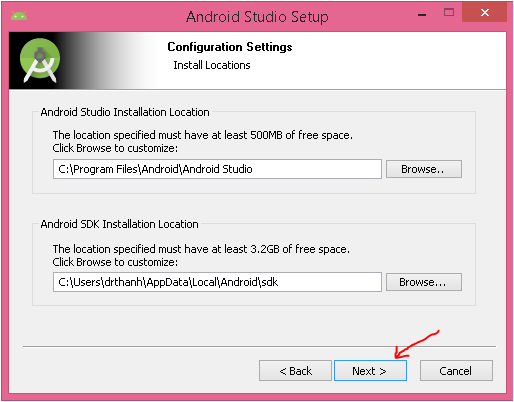 Android Studio Setup
Configuration Settings
Install Locations
Android Studio Installation Location
The location specified must have at least 500MB of free space.
Click Browse to customize:
C:\Program Files\Android\Android Studio
Browse..
Android SDK Installation Location
The location specified must have at least 3.2GB of free space.
Click Browse to customize:
C:\Users\drthanh\AppData\Local\Android\sdk
Browse...
< Back
Next >
Cancel